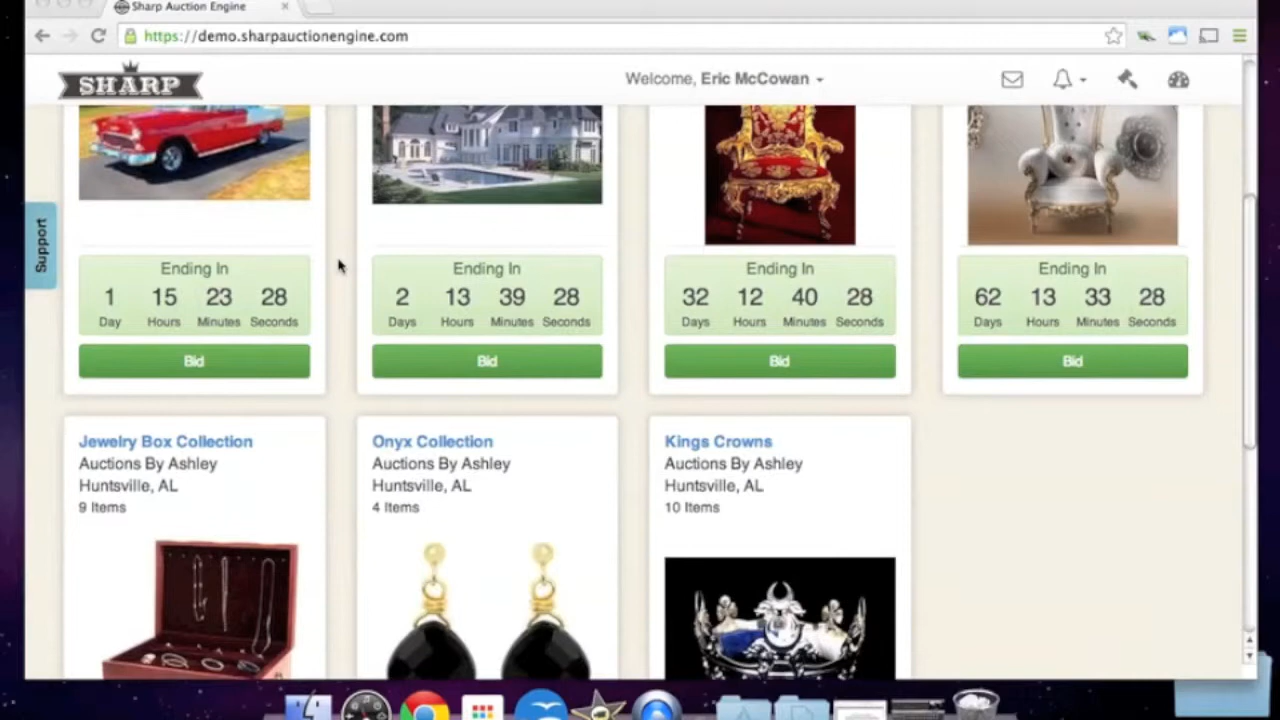 Sharp Auction Engine
https://demo.sharpauctionengine.com
SHARP
Welcome, Eric McCowan
Support
Ending In
1 15 23 28
Day Hours Minutes Seconds
Bid
Ending In
2 13 39 28
Days Hours Minutes Seconds
Bid
Ending In
32 12 40 28
Days Hours Minutes Seconds
Bid
Ending In
62 13 33 28
Days Hours Minutes Seconds
Bid
Jewelry Box Collection
Auctions By Ashley
Huntsville, AL
9 Items
Onyx Collection
Auctions By Ashley
Huntsville, AL
4 Items
Kings Crowns
Auctions By Ashley
Huntsville, AL
10 Items